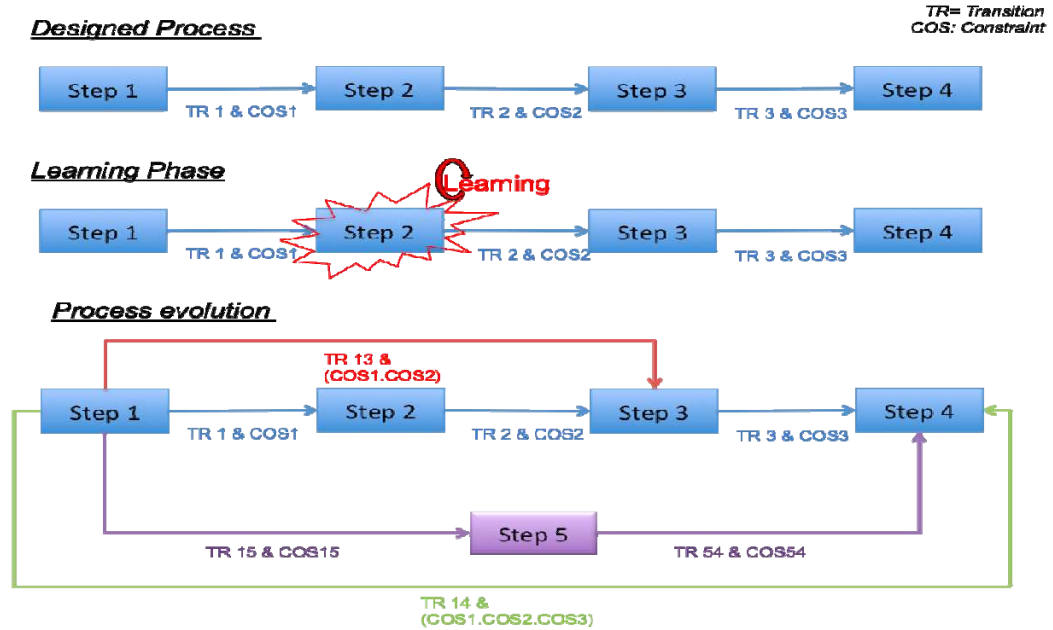 TR= Transition
COS: Constraint
Designed Process
Step 1
Step 2
Step 3
Step 4
TR 1 & COS1
TR 2 & COS2
TR 3 & COS3
Learning Phase
Learning
Step 1
Step 2
Step 3
Step 4
TR 1 & COS1
TR 2 & COS2
TR 3 & COS3
Process evolution
TR 13 &
(COS1.COS2)
Step 1
Step 2
Step 3
Step 4
TR 1 & COS1
TR 2 & COS2
TR 3 & COS3
Step 5
TR 15 & COS15
TR 54 & COS54
TR 14 &
(COS1.COS2.COS3)